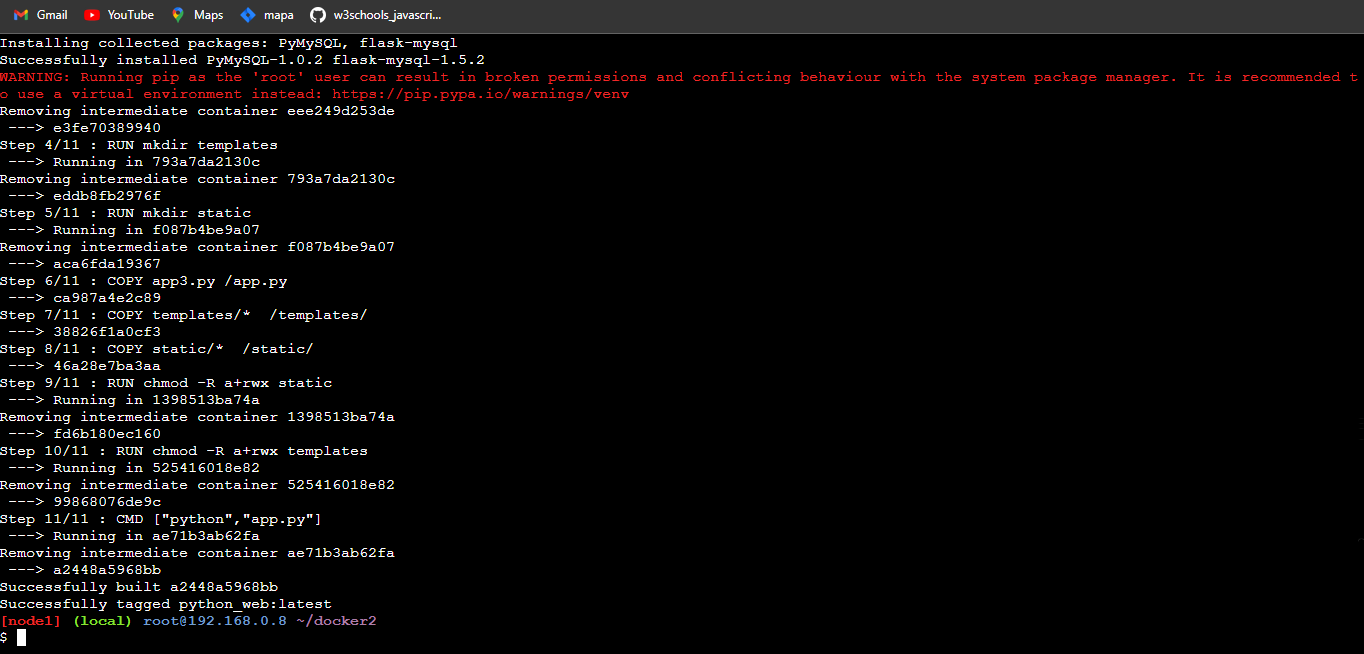 Gmail YouTube Maps mapa w3schools_javascri...
Installing collected packages: PyMySQL, flask-mysql
Successfully installed PyMySQL-1.0.2 flask-mysql-1.5.2
WARNING: Running pip as the 'root' user can result in broken permissions and conflicting behaviour with the system package manager. It is recommended t
o use a virtual environment instead: https://pip.pypa.io/warnings/venv
Removing intermediate container eee249d253de
 ---> e3fe70389940
Step 4/11 : RUN mkdir templates
 ---> Running in 793a7da2130c
Removing intermediate container 793a7da2130c
 ---> eddb8fb2976f
Step 5/11 : RUN mkdir static
 ---> Running in f087b4be9a07
Removing intermediate container f087b4be9a07
 ---> aca6fda19367
Step 6/11 : COPY app3.py /app.py
 ---> ca987a4e2c89
Step 7/11 : COPY templates/*  /templates/
 ---> 38826f1a0cf3
Step 8/11 : COPY static/*  /static/
 ---> 46a28e7ba3aa
Step 9/11 : RUN chmod -R a+rwx static
 ---> Running in 1398513ba74a
Removing intermediate container 1398513ba74a
 ---> fd6b180ec160
Step 10/11 : RUN chmod -R a+rwx templates
 ---> Running in 525416018e82
Removing intermediate container 525416018e82
 ---> 99868076de9c
Step 11/11 : CMD ["python","app.py"]
 ---> Running in ae71b3ab62fa
Removing intermediate container ae71b3ab62fa
 ---> a2448a5968bb
Successfully built a2448a5968bb
Successfully tagged python_web:latest
[node1] (local) root@192.168.0.8 ~/docker2
$